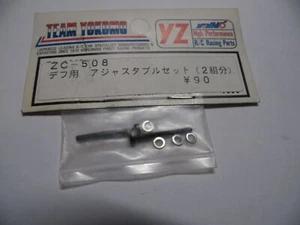 TEAM YOKOMO
YZ
High Performance
R·C Racing Parts
ZC-508
デフ用 アジャスタブルセット (2組分)
¥90